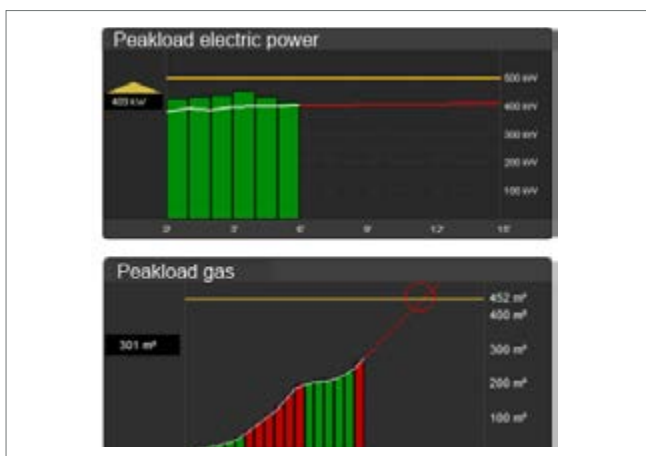 Peakload electric power
500 kW
403 kW
400 kW
300 kW
200 kW
100 kW
0' 3' 6' 9' 12' 15'
Peakload gas
452 m³
400 m³
301 m³
300 m³
200 m³
100 m³